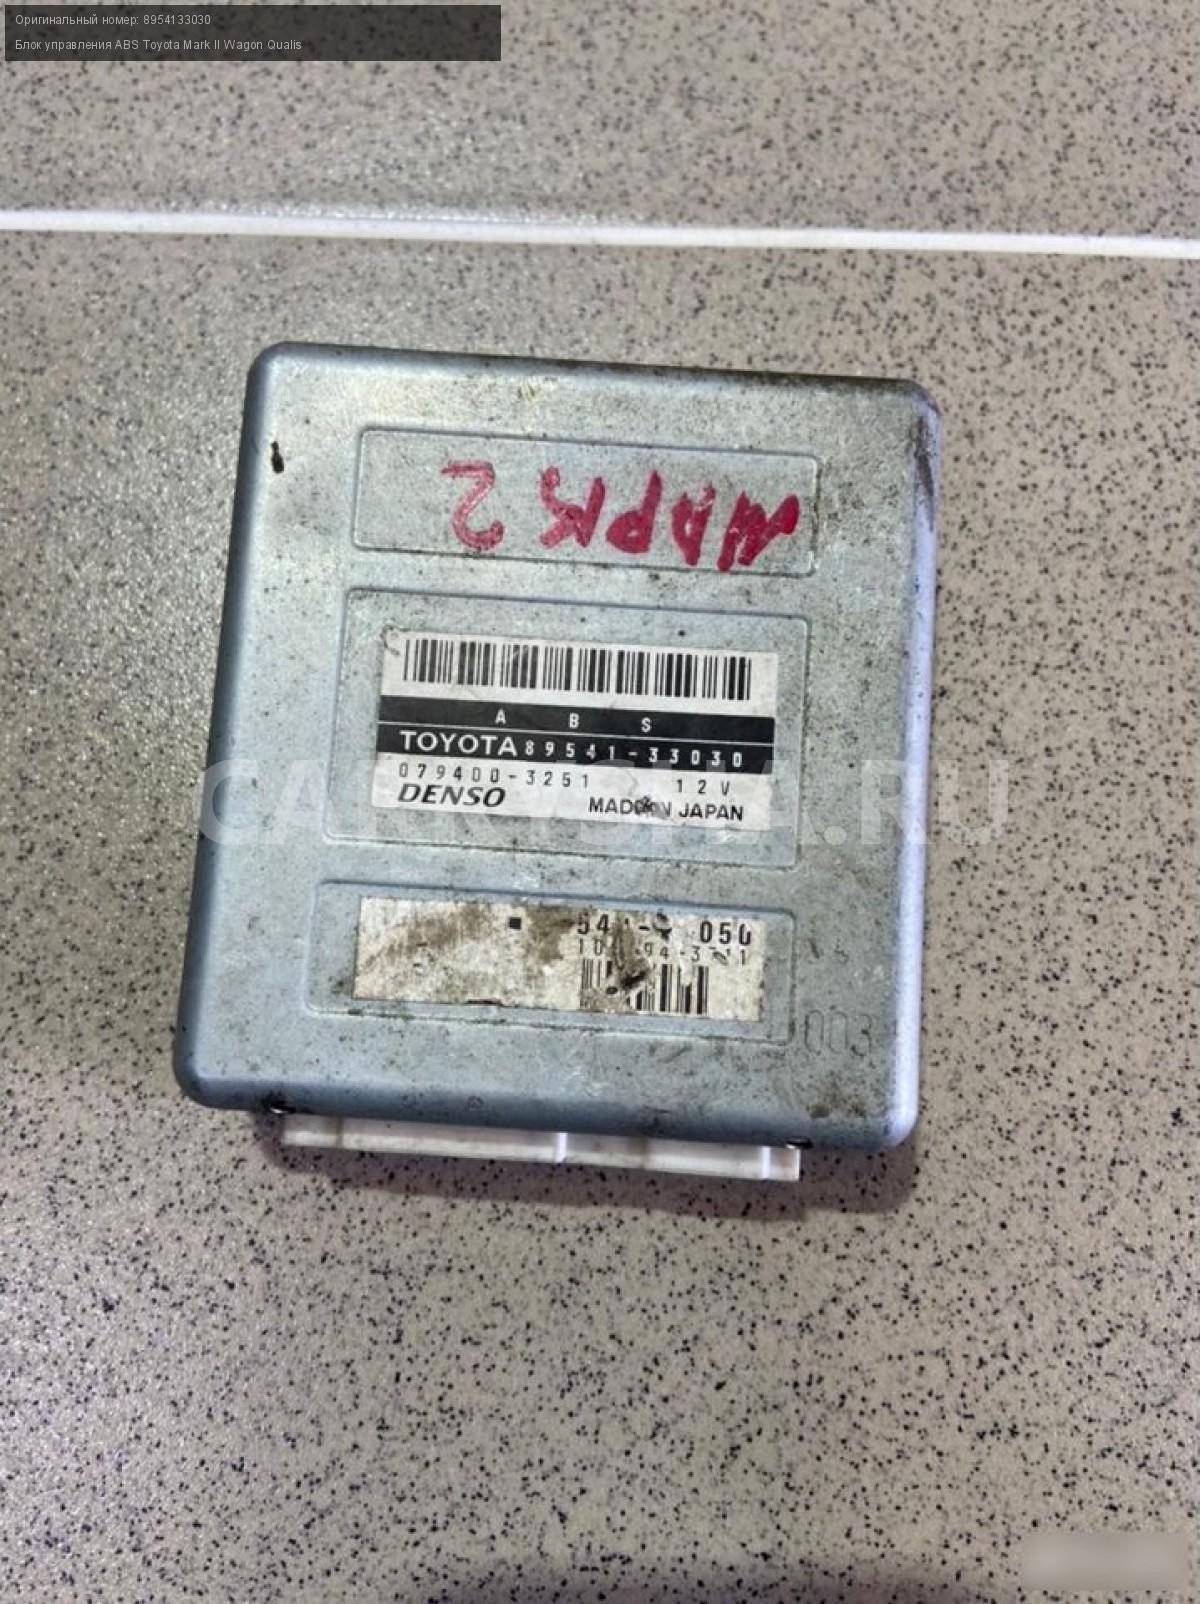 Оригинальный номер: 8954133030
Блок управления ABS Toyota Mark II Wagon Qualis
МАРК 2
A B S
TOYOTA 89541-33030
079400-3251 12V
DENSO MADE IN JAPAN
003